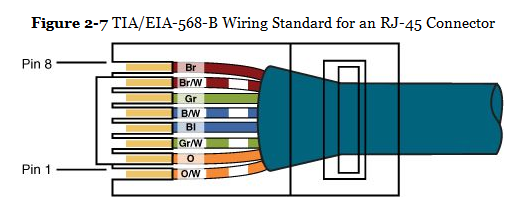 Figure 2-7 TIA/EIA-568-B Wiring Standard for an RJ-45 Connector
Pin 8
Br
Br/W
Gr
B/W
Bl
Gr/W
O
Pin 1
O/W